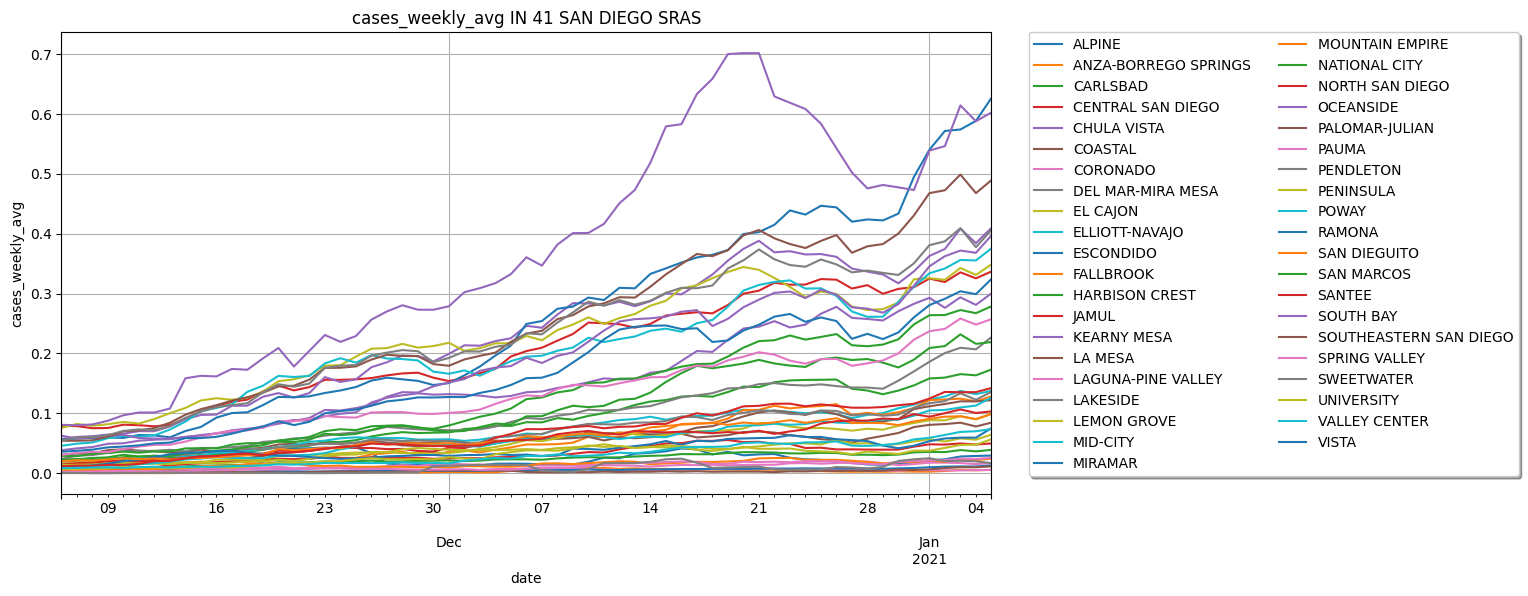 cases_weekly_avg IN 41 SAN DIEGO SRAS
cases_weekly_avg
0.7
0.6
0.5
0.4
0.3
0.2
0.1
0.0
09
16
23
30
07
14
21
28
04
Dec
Jan
2021
date
ALPINE
ANZA-BORREGO SPRINGS
CARLSBAD
CENTRAL SAN DIEGO
CHULA VISTA
COASTAL
CORONADO
DEL MAR-MIRA MESA
EL CAJON
ELLIOTT-NAVAJO
ESCONDIDO
FALLBROOK
HARBISON CREST
JAMUL
KEARNY MESA
LA MESA
LAGUNA-PINE VALLEY
LAKESIDE
LEMON GROVE
MID-CITY
MIRAMAR
MOUNTAIN EMPIRE
NATIONAL CITY
NORTH SAN DIEGO
OCEANSIDE
PALOMAR-JULIAN
PAUMA
PENDLETON
PENINSULA
POWAY
RAMONA
SAN DIEGUITO
SAN MARCOS
SANTEE
SOUTH BAY
SOUTHEASTERN SAN DIEGO
SPRING VALLEY
SWEETWATER
UNIVERSITY
VALLEY CENTER
VISTA